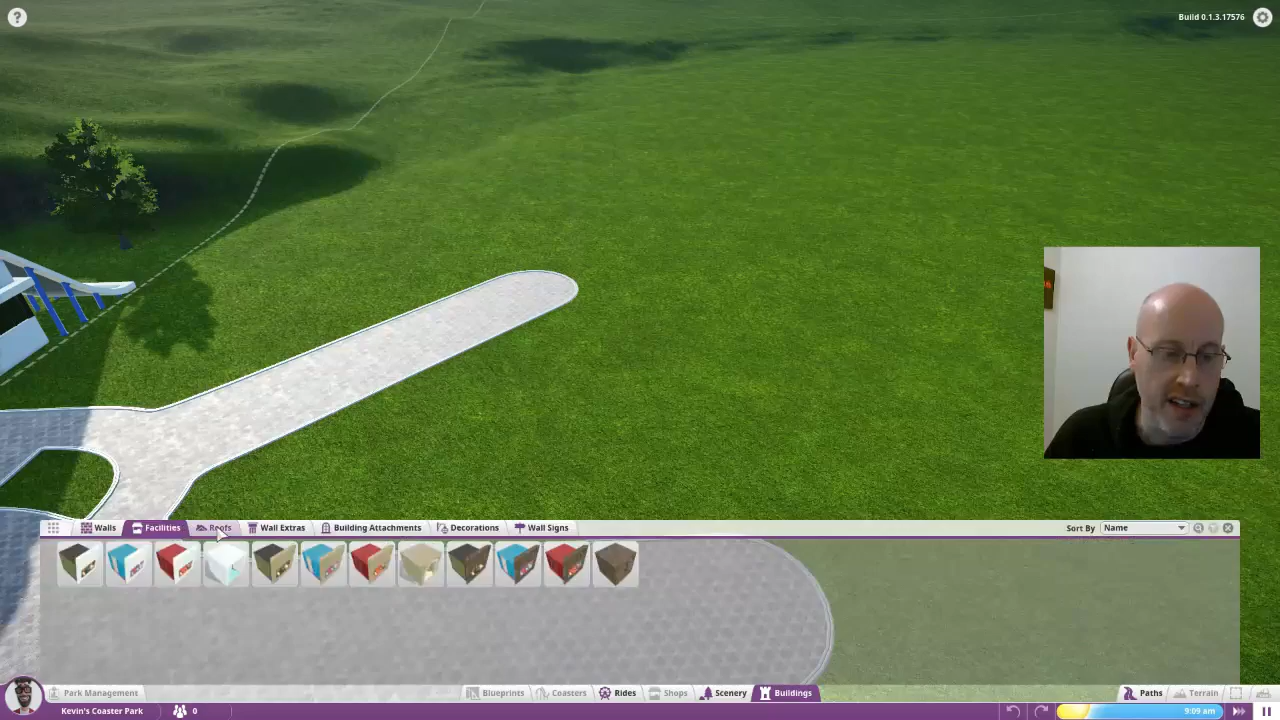 ?
Build 0.1.3.17576
Walls
Facilities
Roofs
Wall Extras
Building Attachments
Decorations
Wall Signs
Sort By
Name
Park Management
Blueprints
Coasters
Rides
Shops
Scenery
Buildings
Paths
Terrain
Kevin's Coaster Park
0
9:09 am